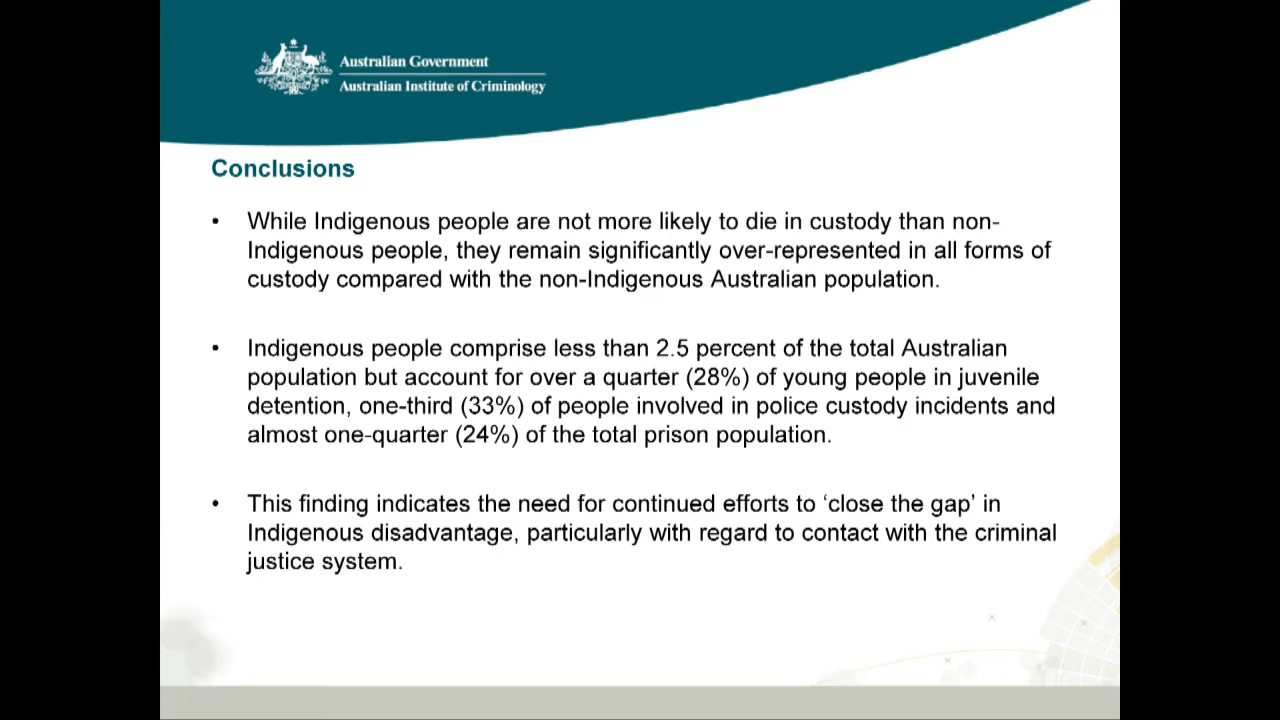 Australian Government
Australian Institute of Criminology
Conclusions
• While Indigenous people are not more likely to die in custody than non-
Indigenous people, they remain significantly over-represented in all forms of
custody compared with the non-Indigenous Australian population.
• Indigenous people comprise less than 2.5 percent of the total Australian
population but account for over a quarter (28%) of young people in juvenile
detention, one-third (33%) of people involved in police custody incidents and
almost one-quarter (24%) of the total prison population.
• This finding indicates the need for continued efforts to ‘close the gap’ in
Indigenous disadvantage, particularly with regard to contact with the criminal
justice system.